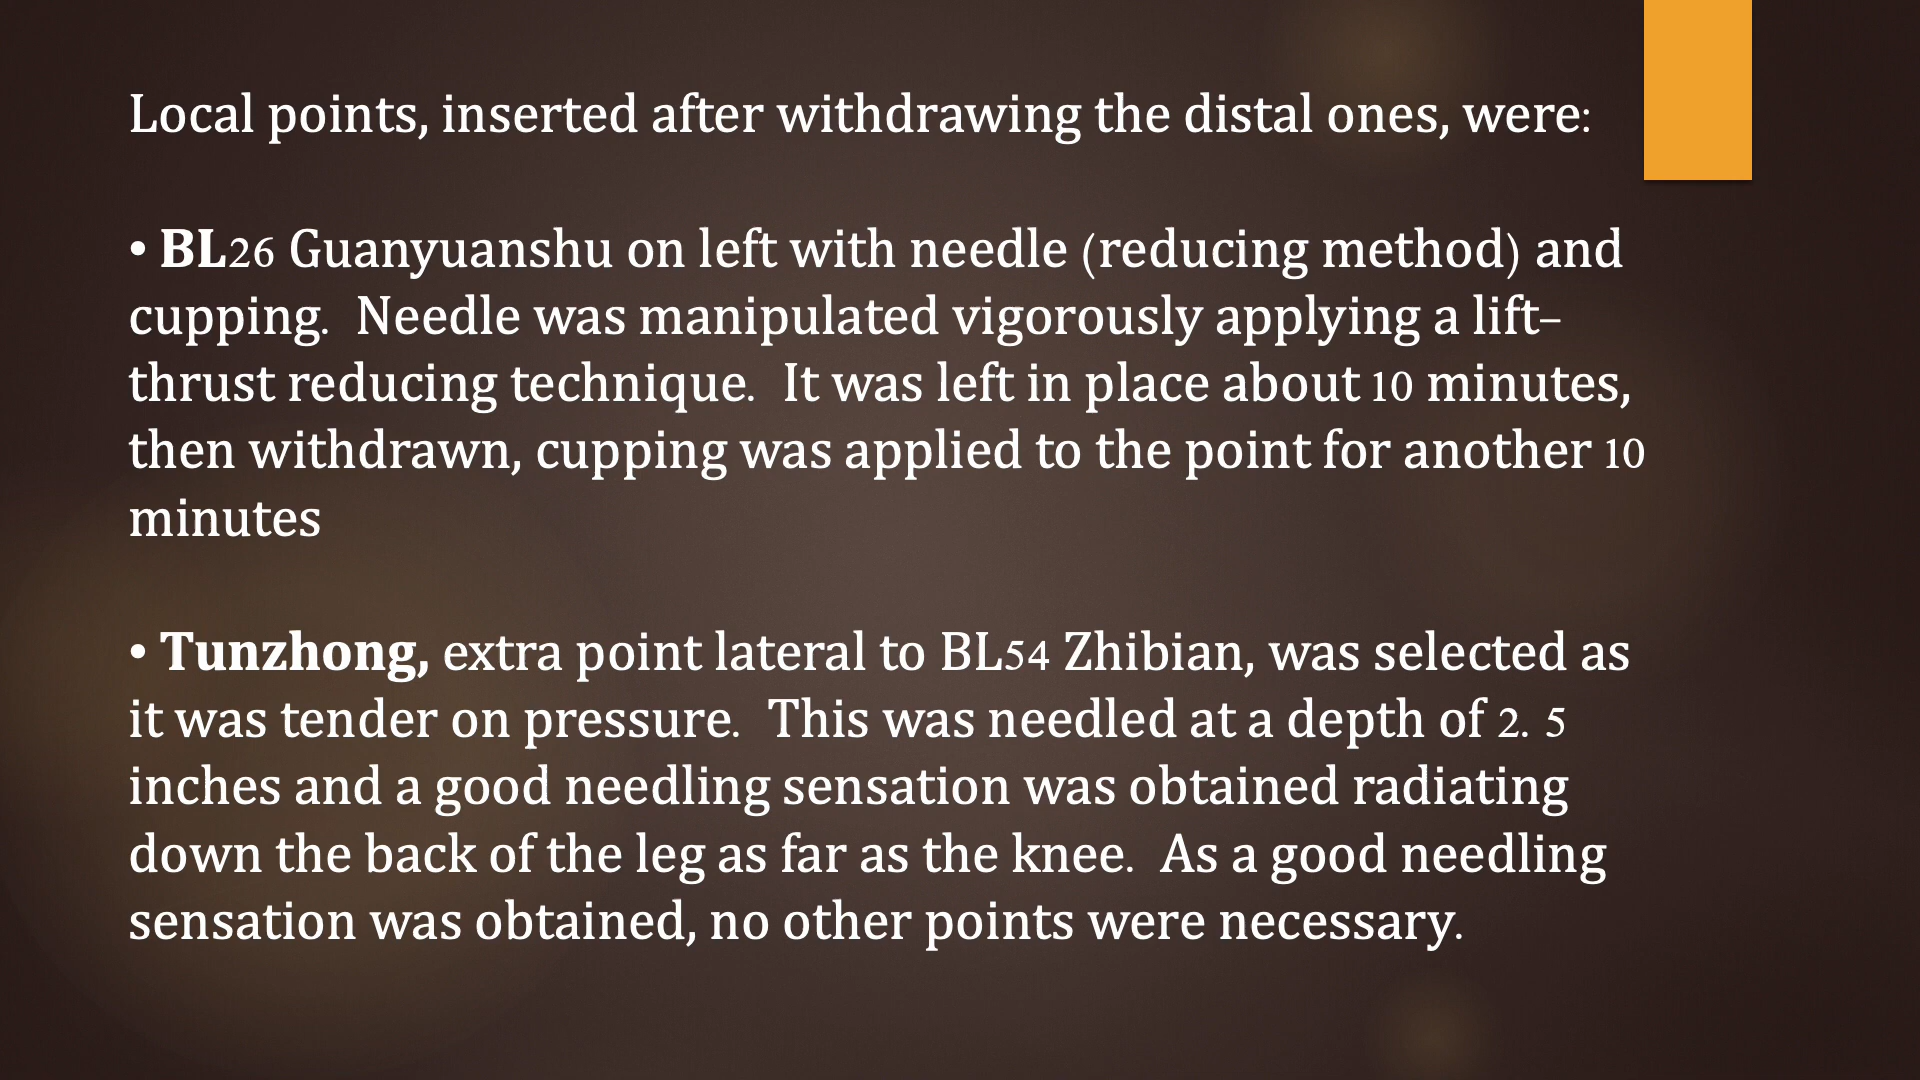 Local points, inserted after withdrawing the distal ones, were:
• BL26 Guanyuanshu on left with needle (reducing method) and
cupping.  Needle was manipulated vigorously applying a lift–
thrust reducing technique.  It was left in place about 10 minutes,
then withdrawn, cupping was applied to the point for another 10
minutes
• Tunzhong, extra point lateral to BL54 Zhibian, was selected as
it was tender on pressure.  This was needled at a depth of 2. 5
inches and a good needling sensation was obtained radiating
down the back of the leg as far as the knee.  As a good needling
sensation was obtained, no other points were necessary.